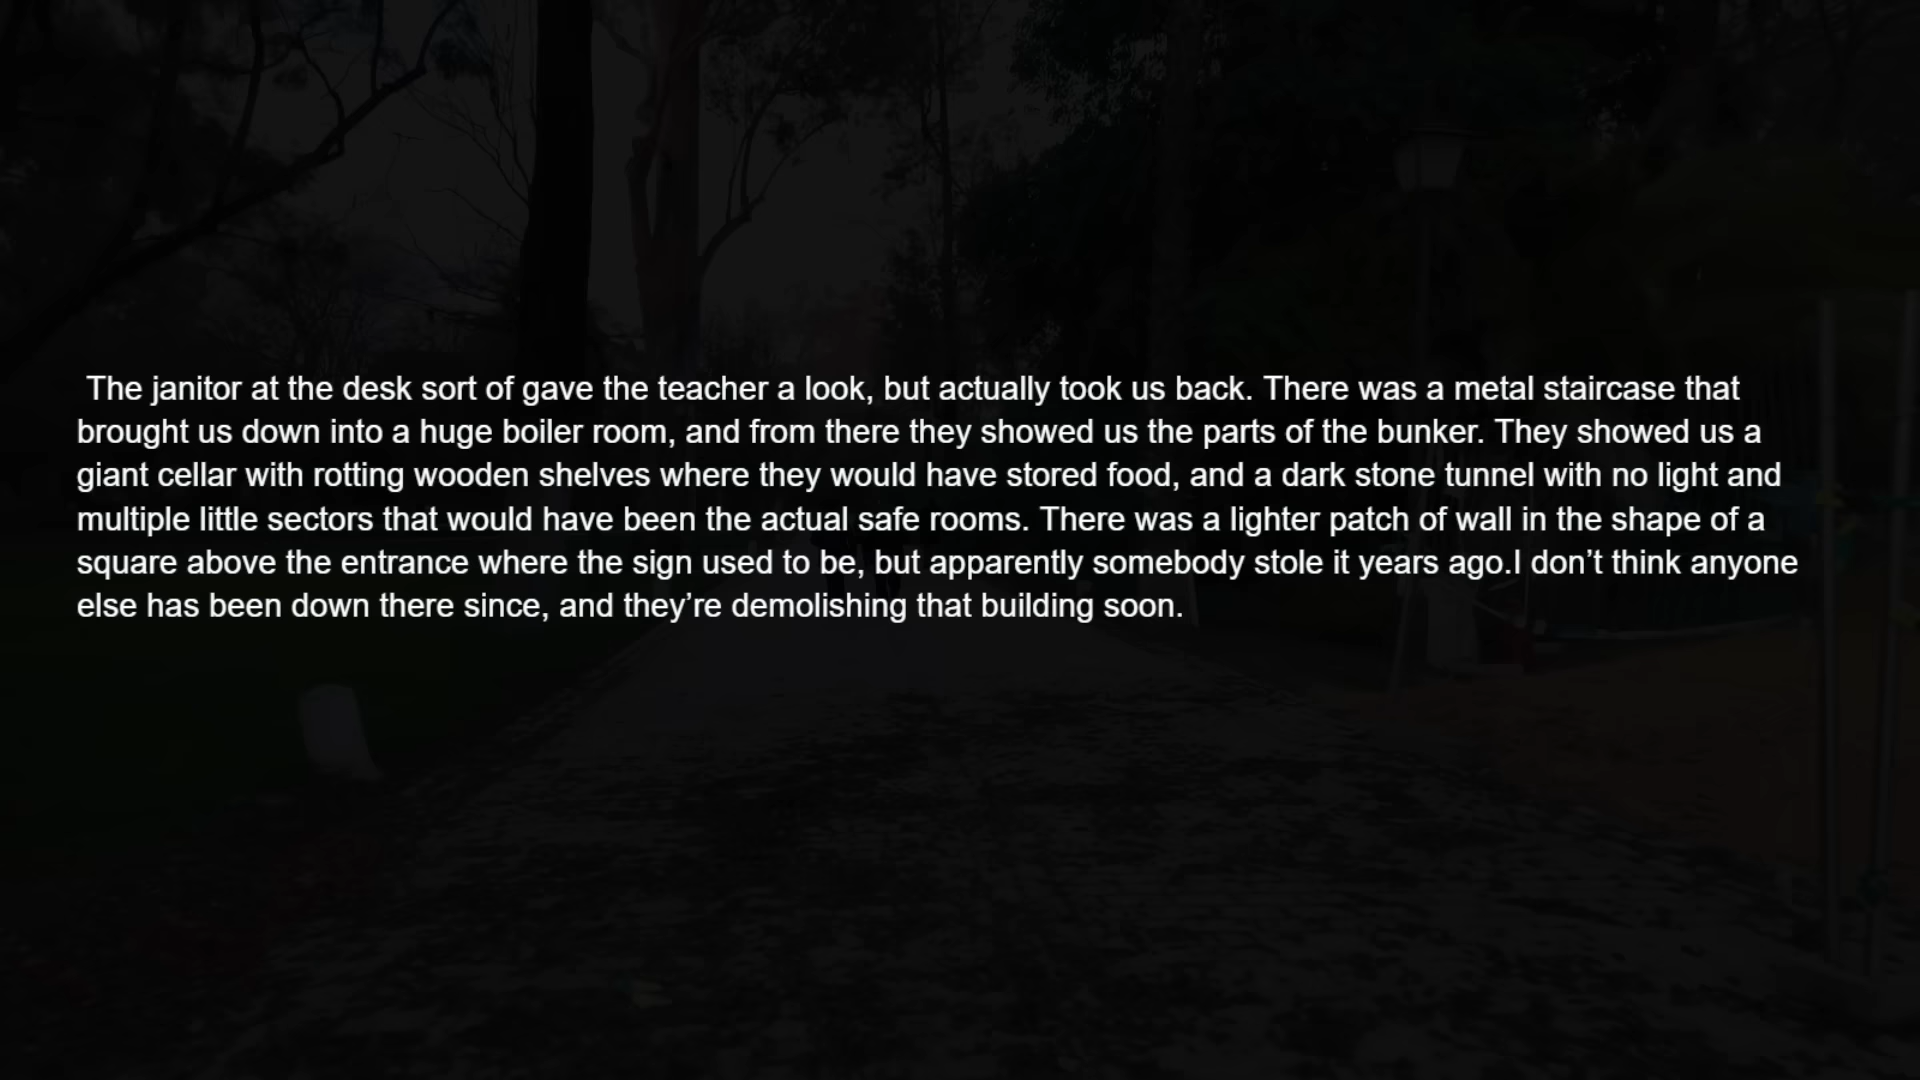 The janitor at the desk sort of gave the teacher a look, but actually took us back. There was a metal staircase that
brought us down into a huge boiler room, and from there they showed us the parts of the bunker. They showed us a
giant cellar with rotting wooden shelves where they would have stored food, and a dark stone tunnel with no light and
multiple little sectors that would have been the actual safe rooms. There was a lighter patch of wall in the shape of a
square above the entrance where the sign used to be, but apparently somebody stole it years ago.I don’t think anyone
else has been down there since, and they’re demolishing that building soon.